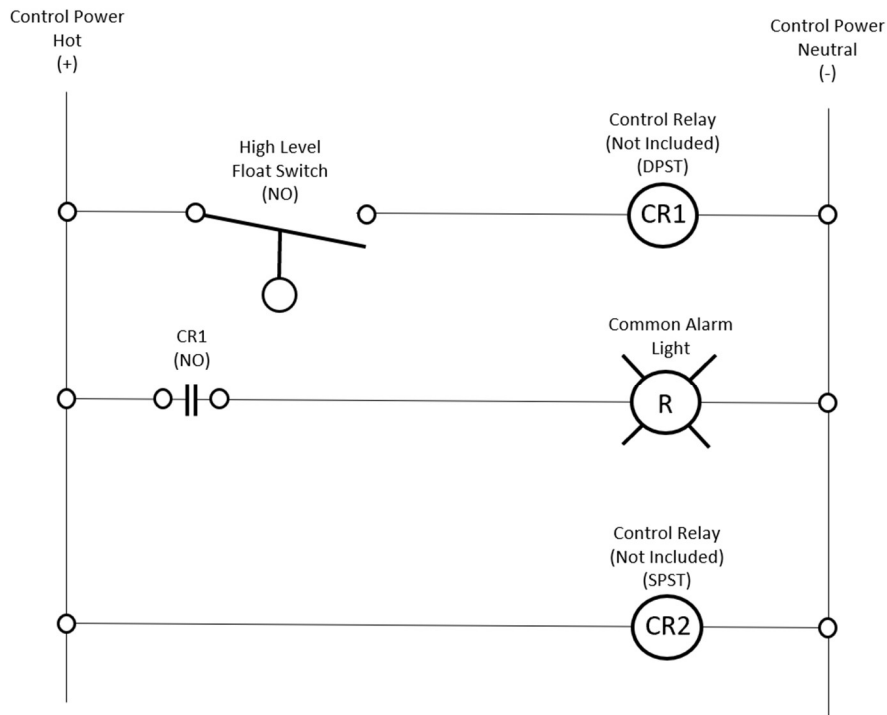 Control Power
Hot
(+)
Control Power
Neutral
(-)
High Level
Float Switch
(NO)
Control Relay
(Not Included)
(DPST)
CR1
CR1
(NO)
Common Alarm
Light
R
Control Relay
(Not Included)
(SPST)
CR2